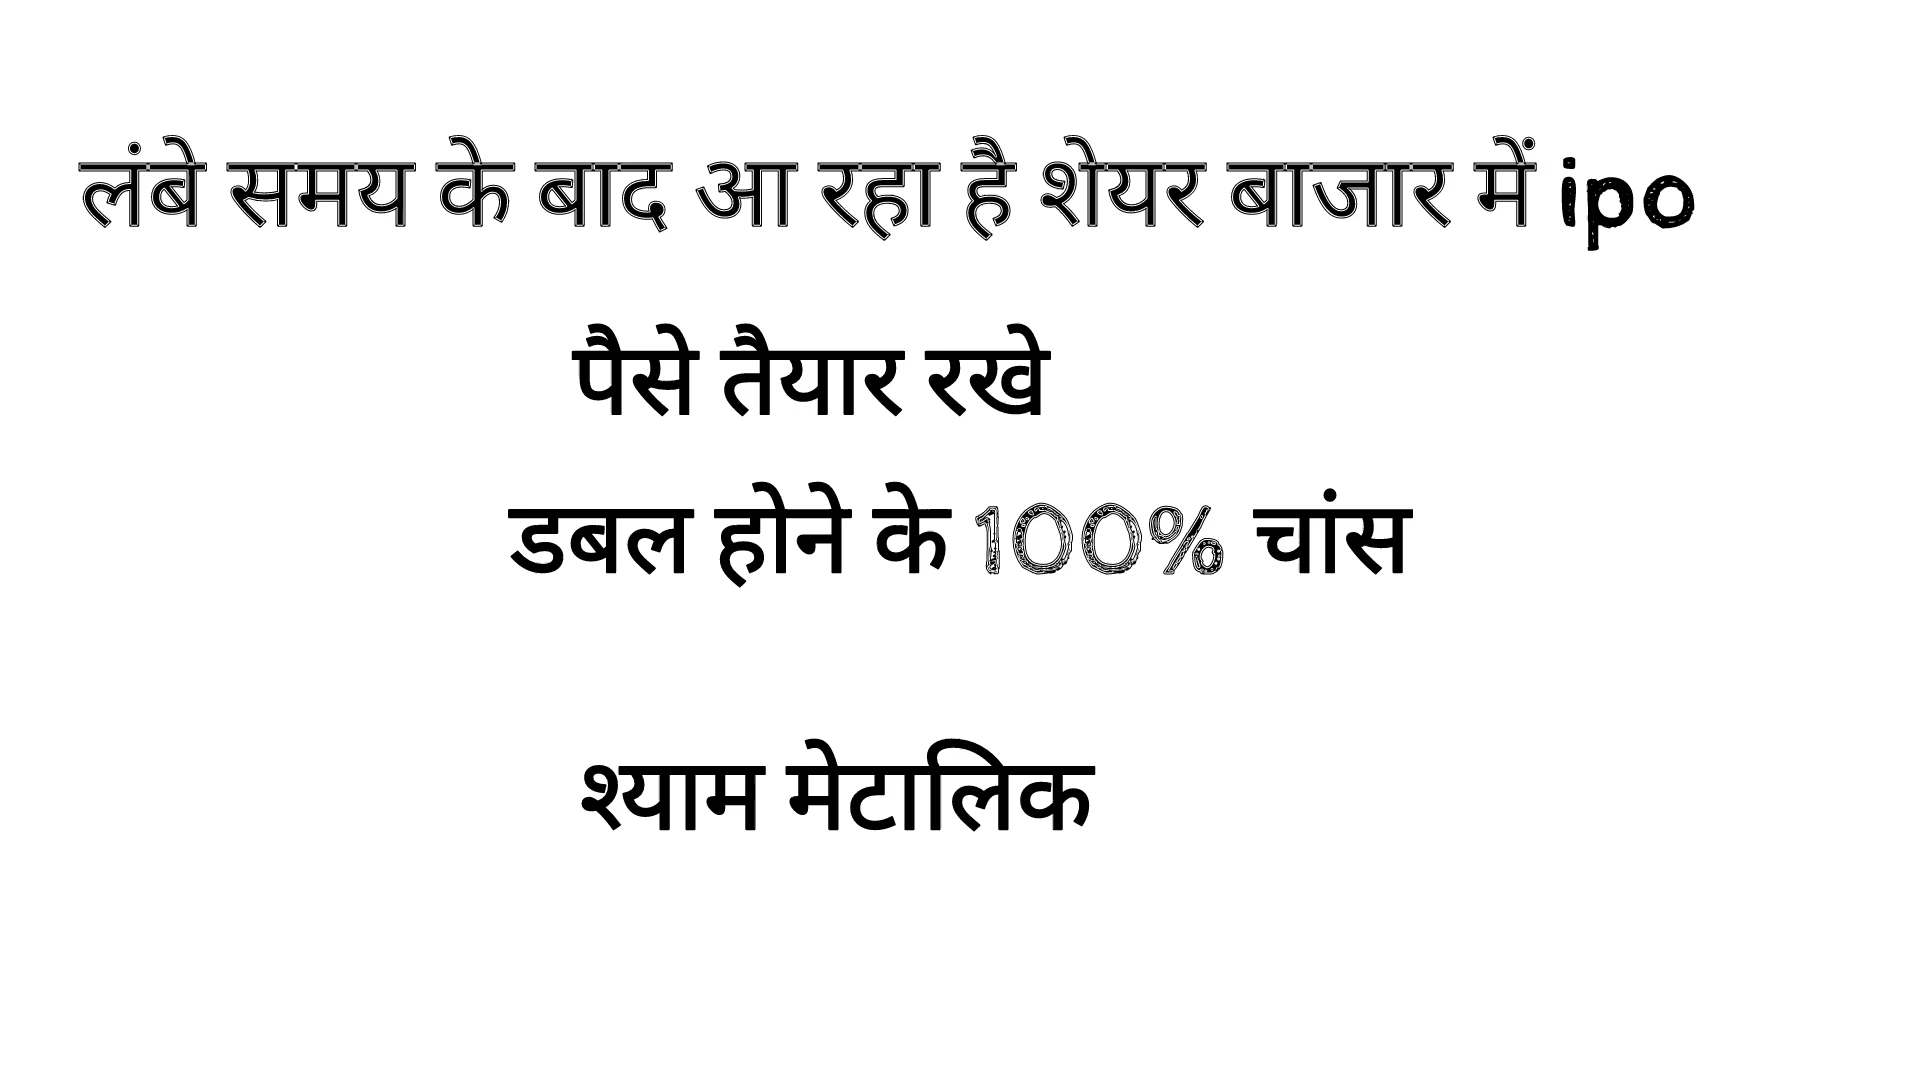 लंबे समय के बाद आ रहा है शेयर बाजार में ipo
पैसे तैयार रखे
डबल होने के 100% चांस
श्याम मेटालिक